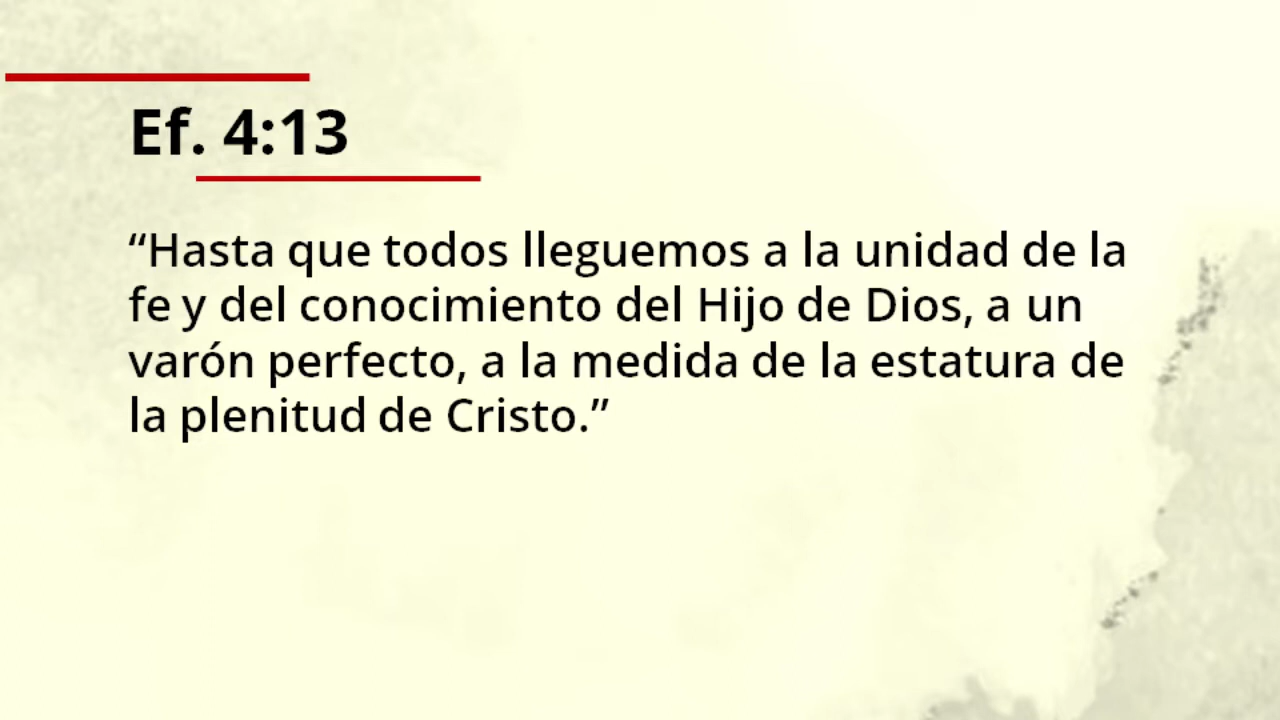 Ef. 4:13
“Hasta que todos lleguemos a la unidad de la
fe y del conocimiento del Hijo de Dios, a un
varón perfecto, a la medida de la estatura de
la plenitud de Cristo.”